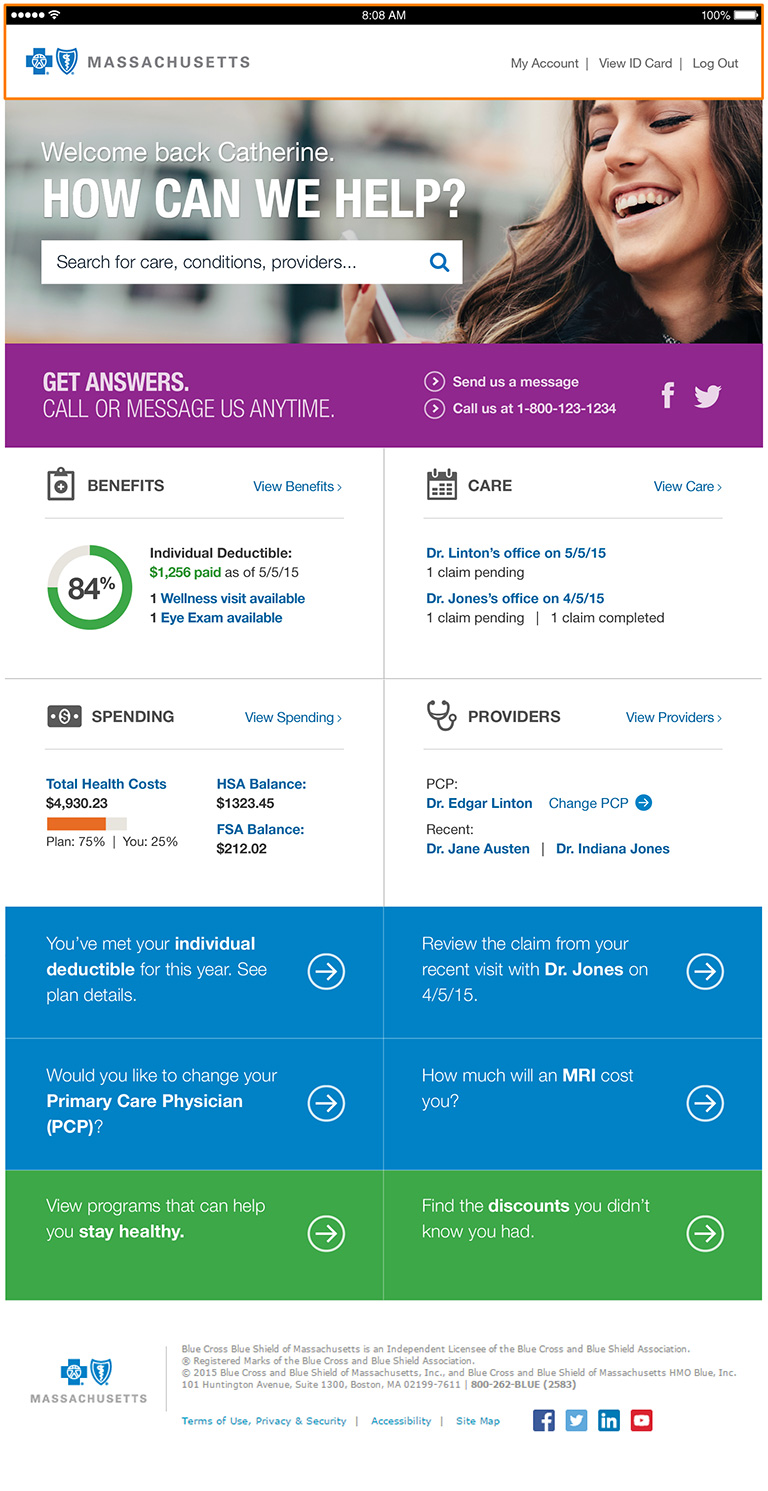 8:08 AM 100%
MASSACHUSETTS My Account | View ID Card | Log Out
Welcome back Catherine.
HOW CAN WE HELP?
Search for care, conditions, providers...
GET ANSWERS.
CALL OR MESSAGE US ANYTIME.
Send us a message
Call us at 1-800-123-1234
BENEFITS View Benefits ›
84%
Individual Deductible:
$1,256 paid as of 5/5/15
1 Wellness visit available
1 Eye Exam available
CARE View Care ›
Dr. Linton’s office on 5/5/15
1 claim pending
Dr. Jones’s office on 4/5/15
1 claim pending | 1 claim completed
SPENDING View Spending ›
Total Health Costs
$4,930.23
Plan: 75% | You: 25%
HSA Balance:
$1323.45
FSA Balance:
$212.02
PROVIDERS View Providers ›
PCP:
Dr. Edgar Linton Change PCP
Recent:
Dr. Jane Austen | Dr. Indiana Jones
You’ve met your individual
deductible for this year. See
plan details.
Review the claim from your
recent visit with Dr. Jones on
4/5/15.
Would you like to change your
Primary Care Physician
(PCP)?
How much will an MRI cost
you?
View programs that can help
you stay healthy.
Find the discounts you didn’t
know you had.
MASSACHUSETTS
Blue Cross Blue Shield of Massachusetts is an Independent Licensee of the Blue Cross and Blue Shield Association.
® Registered Marks of the Blue Cross and Blue Shield Association.
© 2015 Blue Cross and Blue Shield of Massachusetts, Inc., and Blue Cross and Blue Shield of Massachusetts HMO Blue, Inc.
101 Huntington Avenue, Suite 1300, Boston, MA 02199-7611 | 800-262-BLUE (2583)
Terms of Use, Privacy & Security | Accessibility | Site Map